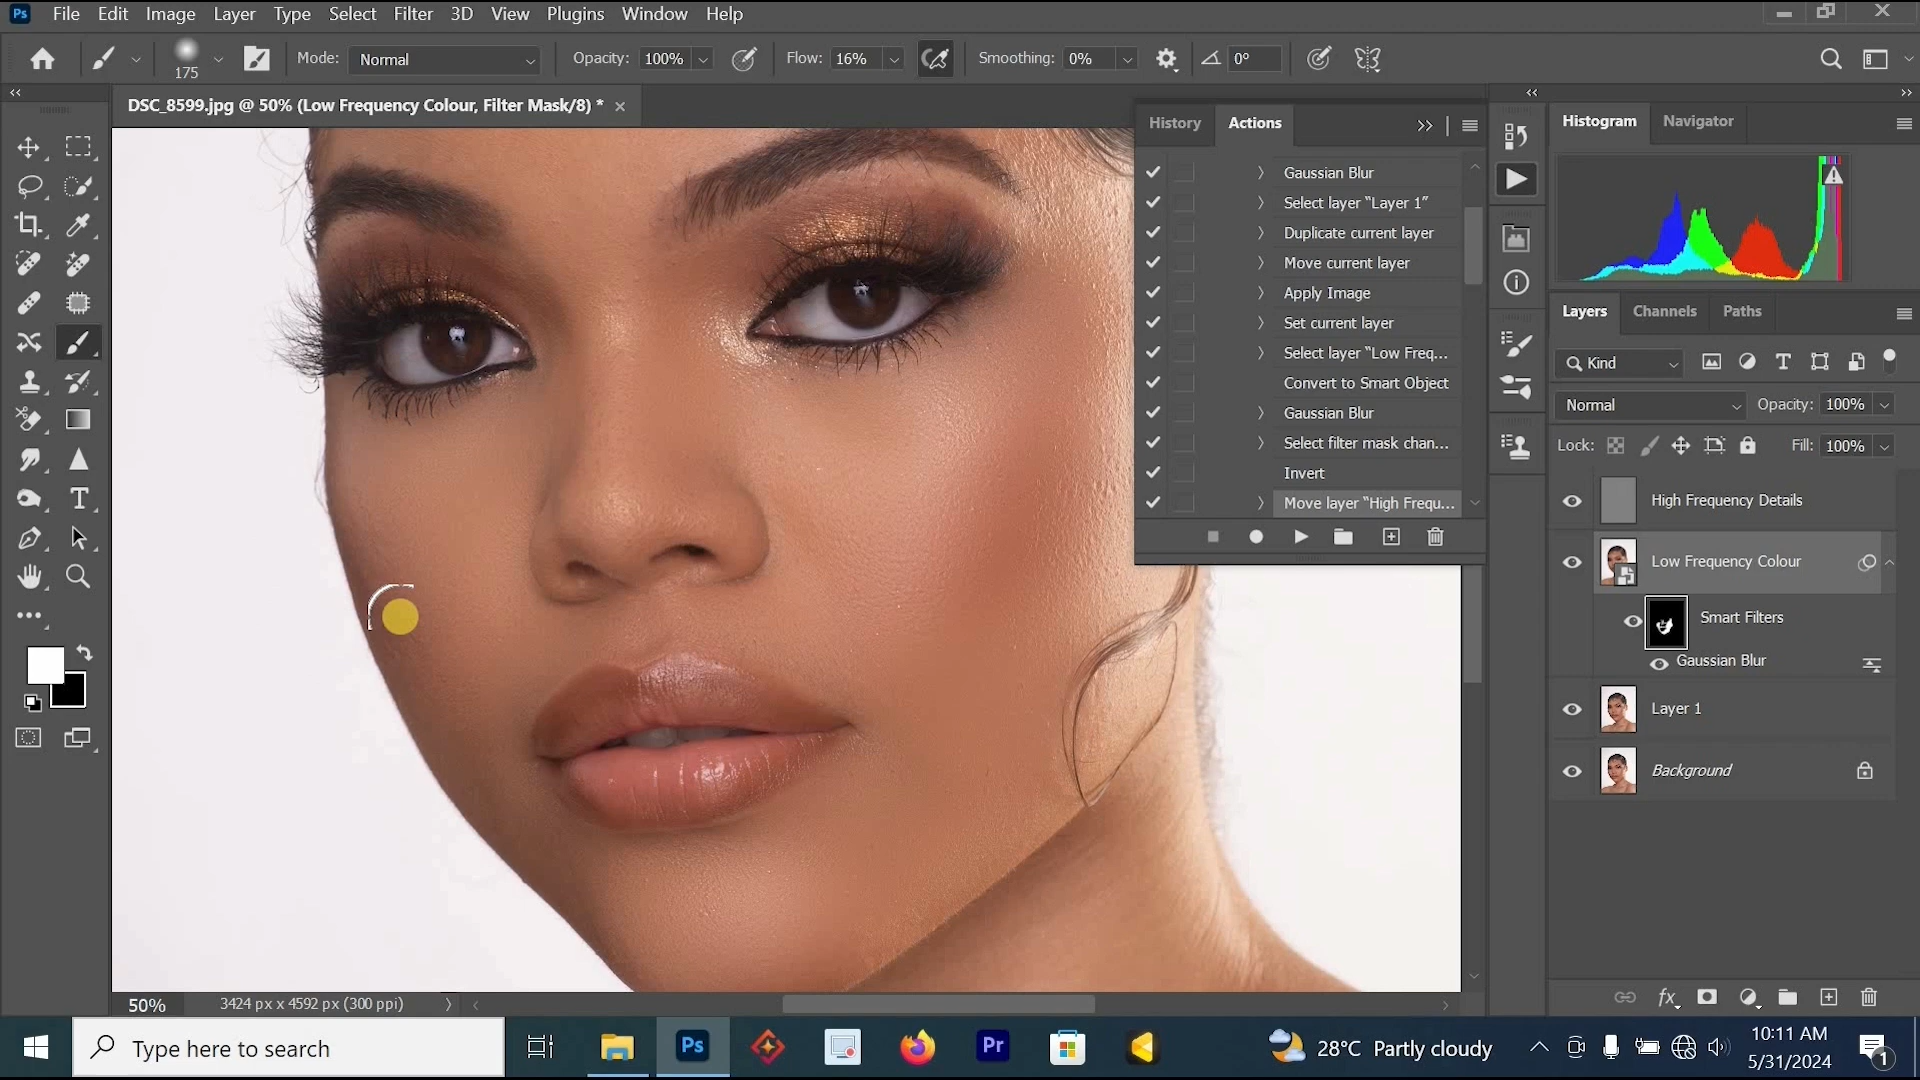 Ps File Edit Image Layer Type Select Filter 3D View Plugins Window Help
175 Mode: Normal Opacity: 100% Flow: 16% Smoothing: 0% 0°
DSC_8599.jpg @ 50% (Low Frequency Colour, Filter Mask/8) *
History Actions
Gaussian Blur
Select layer “Layer 1”
Duplicate current layer
Move current layer
Apply Image
Set current layer
Select layer “Low Freq...
Convert to Smart Object
Gaussian Blur
Select filter mask chan...
Invert
Move layer “High Frequ...
Histogram Navigator
Layers Channels Paths
Kind
Normal Opacity: 100%
Lock: Fill: 100%
High Frequency Details
Low Frequency Colour
Smart Filters
Gaussian Blur
Layer 1
Background
fx
50% 3424 px x 4592 px (300 ppi)
Type here to search
Ps
Pr
28°C Partly cloudy
10:11 AM
5/31/2024
1